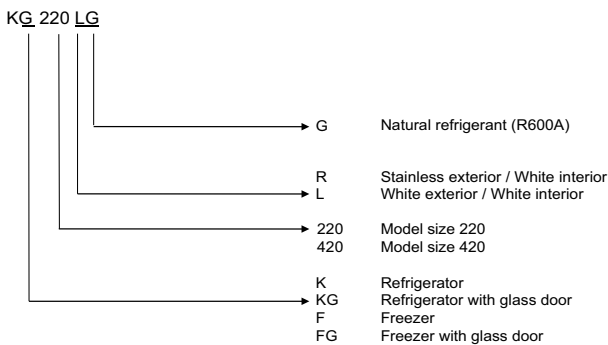 KG 220 LG
G Natural refrigerant (R600A)
R Stainless exterior / White interior
L White exterior / White interior
220 Model size 220
420 Model size 420
K Refrigerator
KG Refrigerator with glass door
F Freezer
FG Freezer with glass door